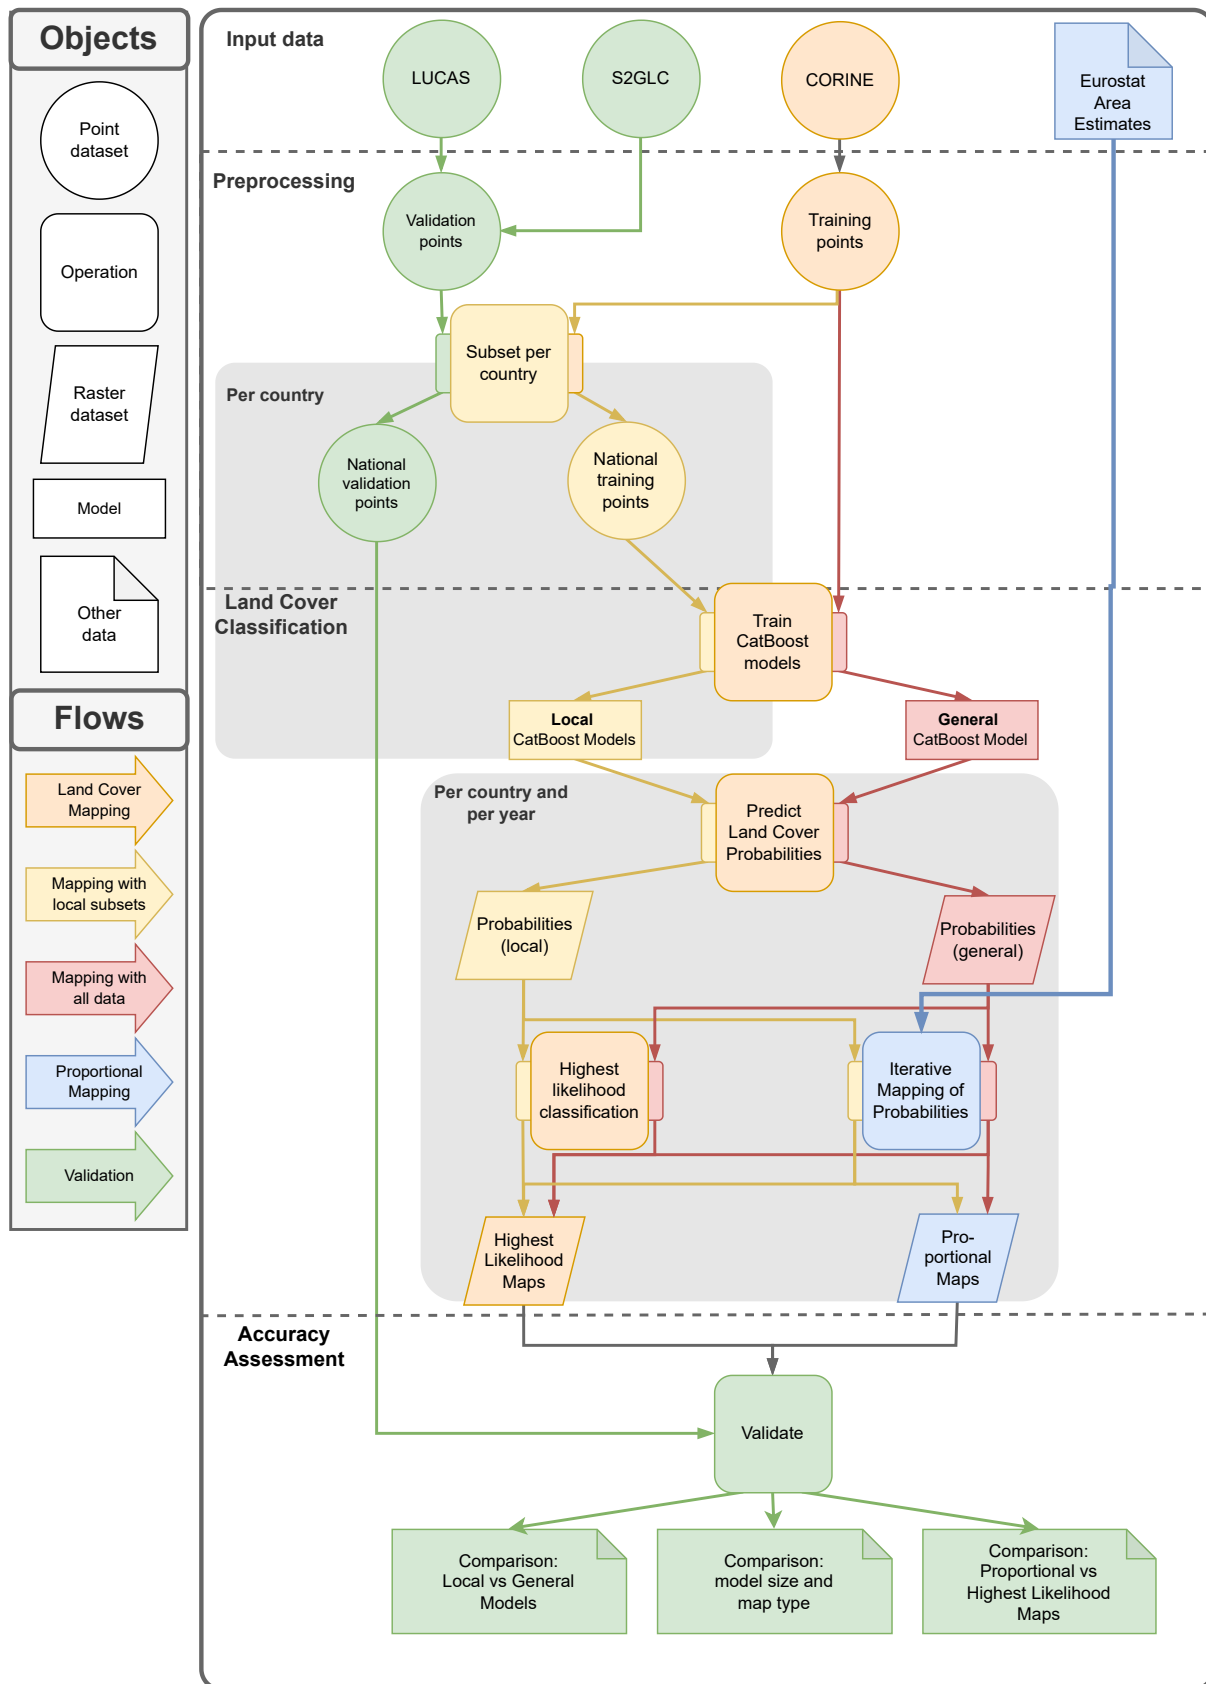 Objects
Point
dataset
Operation
Raster
dataset
Model
Other
data
Flows
Land Cover
Mapping
Mapping with
local subsets
Mapping with
all data
Proportional
Mapping
Validation
Input data
LUCAS
S2GLC
CORINE
Eurostat
Area
Estimates
Preprocessing
Validation
points
Training
points
Subset per
country
Per country
National
validation
points
National
training
points
Land Cover
Classification
Train
CatBoost
models
Local
CatBoost Models
General
CatBoost Model
Per country and
per year
Predict
Land Cover
Probabilities
Probabilities
(local)
Probabilities
(general)
Highest
likelihood
classification
Iterative
Mapping of
Probabilities
Highest
Likelihood
Maps
Pro-
portional
Maps
Accuracy
Assessment
Validate
Comparison:
Local vs General
Models
Comparison:
model size and
map type
Comparison:
Proportional vs
Highest Likelihood
Maps